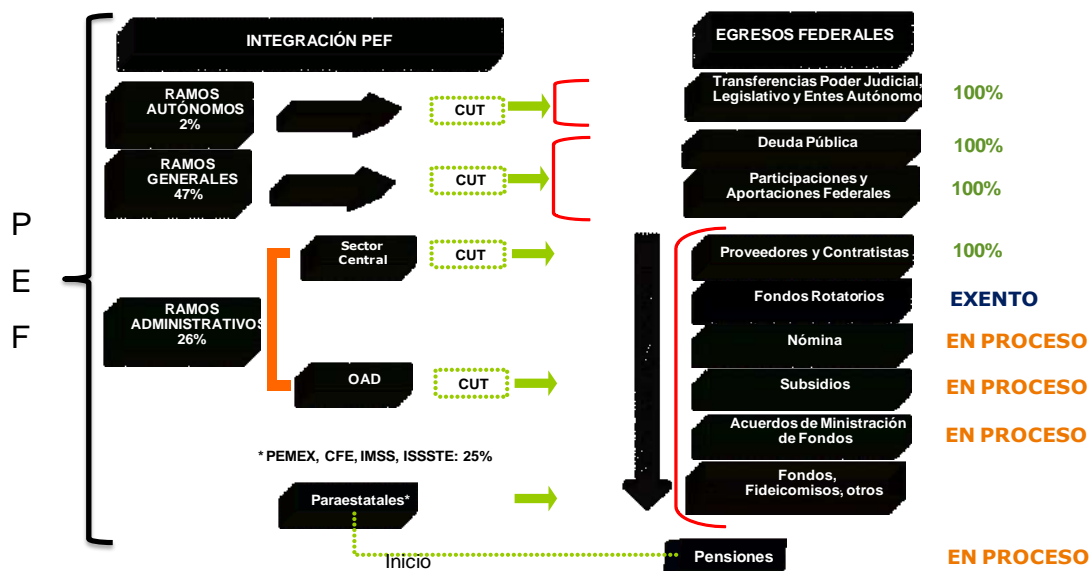 INTEGRACIÓN PEF
EGRESOS FEDERALES
RAMOS
AUTÓNOMOS
2%
CUT
Transferencias Poder Judicial,
Legislativo y Entes Autónomo
100%
RAMOS
GENERALES
47%
CUT
Deuda Pública
100%
Participaciones y
Aportaciones Federales
100%
P
E
F
Sector
Central
CUT
Proveedores y Contratistas
100%
RAMOS
ADMINISTRATIVOS
26%
Fondos Rotatorios
EXENTO
Nómina
EN PROCESO
OAD
CUT
Subsidios
EN PROCESO
Acuerdos de Ministración
de Fondos
EN PROCESO
* PEMEX, CFE, IMSS, ISSSTE: 25%
Paraestatales*
Fondos,
Fideicomisos, otros
Inicio
Pensiones
EN PROCESO